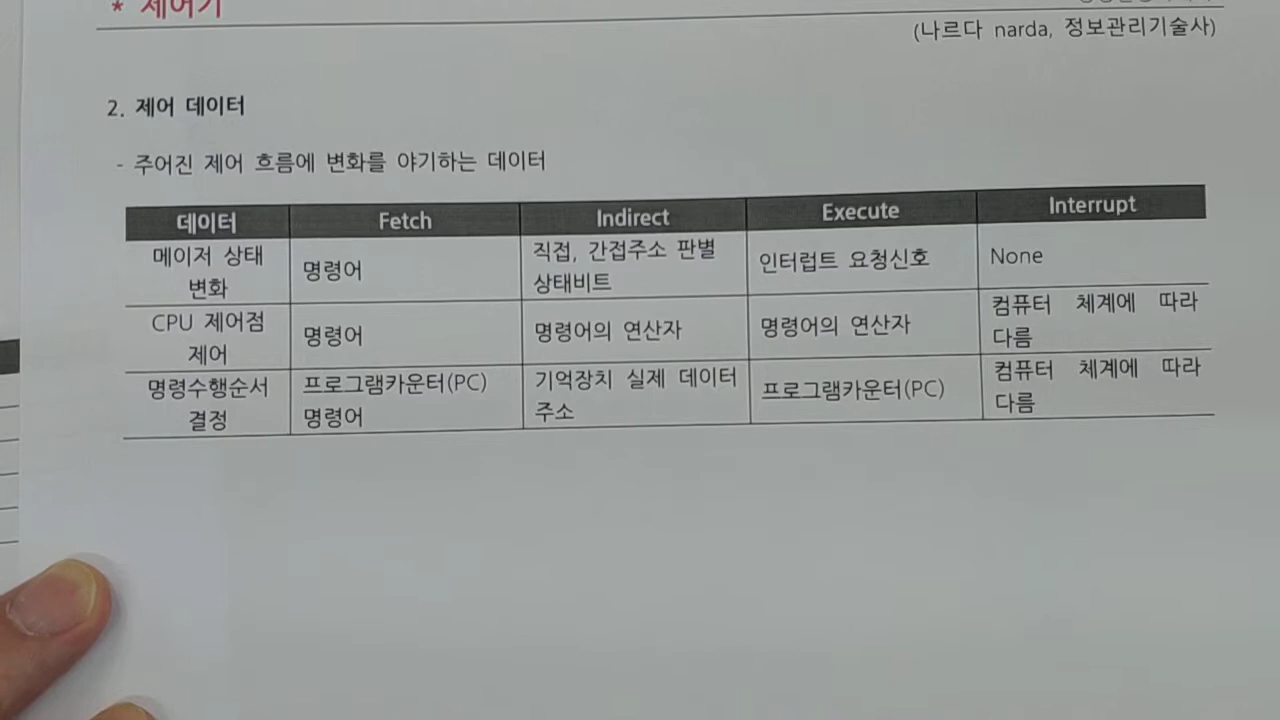 * 제어기
(나르다 narda, 정보관리기술사)
2. 제어 데이터
- 주어진 제어 흐름에 변화를 야기하는 데이터
데이터 Fetch Indirect Execute Interrupt
메이저 상태 변화 명령어 직접, 간접주소 판별 상태비트 인터럽트 요청신호 None
CPU 제어점 제어 명령어 명령어의 연산자 명령어의 연산자 컴퓨터 체계에 따라 다름
명령수행순서 결정 프로그램카운터(PC) 명령어 기억장치 실제 데이터 주소 프로그램카운터(PC) 컴퓨터 체계에 따라 다름